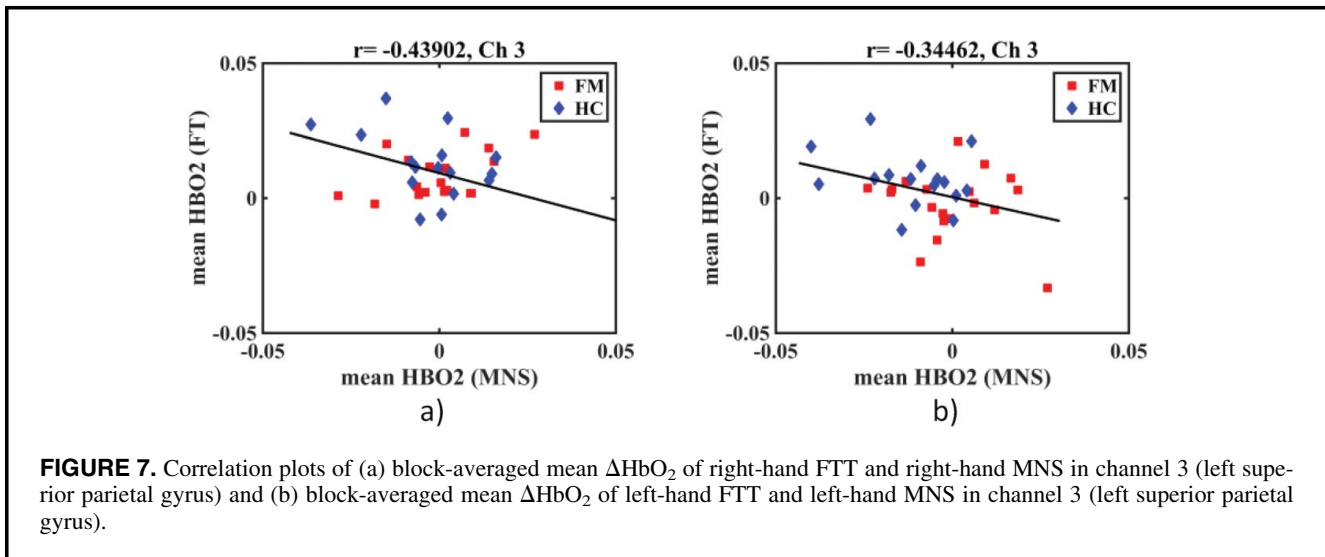 r= -0.43902, Ch 3
0.05
FM
HC
mean HBO2 (FT)
0
-0.05
-0.05
0
0.05
mean HBO2 (MNS)
a)
r= -0.34462, Ch 3
0.05
FM
HC
mean HBO2 (FT)
0
-0.05
-0.05
0
0.05
mean HBO2 (MNS)
b)
FIGURE 7. Correlation plots of (a) block-averaged mean ΔHbO₂ of right-hand FTT and right-hand MNS in channel 3 (left supe-
rior parietal gyrus) and (b) block-averaged mean ΔHbO₂ of left-hand FTT and left-hand MNS in channel 3 (left superior parietal
gyrus).